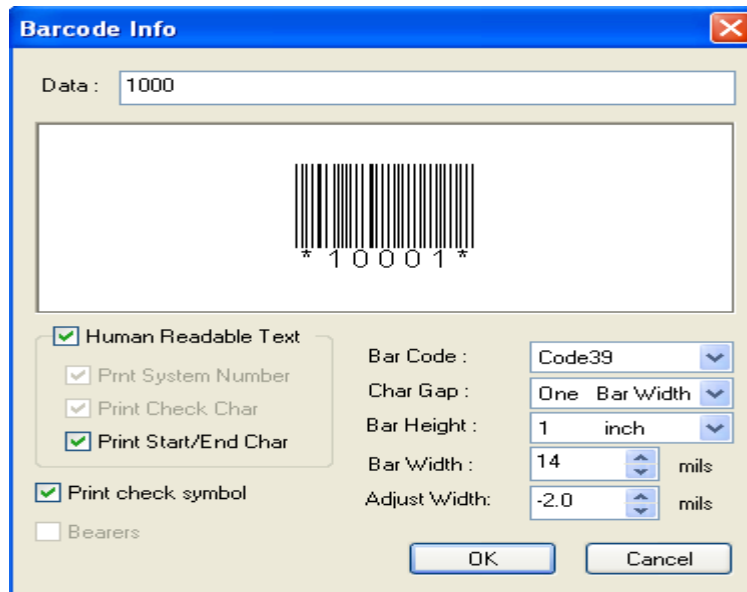 Barcode Info
Data : 1000
*10001*
Human Readable Text
Prnt System Number
Print Check Char
Print Start/End Char
Print check symbol
Bearers
Bar Code : Code39
Char Gap : One Bar Width
Bar Height : 1 inch
Bar Width : 14 mils
Adjust Width: -2.0 mils
OK Cancel